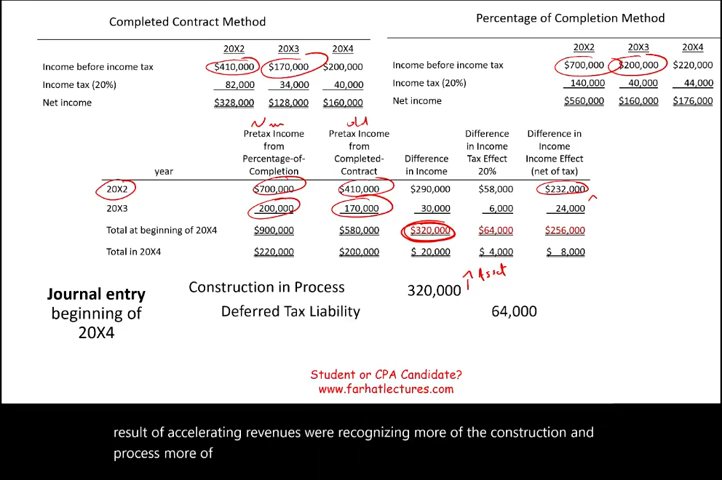 Completed Contract Method
20X2 20X3 20X4
Income before income tax $410,000 $170,000 $200,000
Income tax (20%) 82,000 34,000 40,000
Net income $328,000 $128,000 $160,000
Percentage of Completion Method
20X2 20X3 20X4
Income before income tax $700,000 $200,000 $220,000
Income tax (20%) 140,000 40,000 44,000
Net income $560,000 $160,000 $176,000
New old
Pretax Income Pretax Income Difference Difference in
from from in Income Income
Percentage-of- Completed- Difference Tax Effect Income Effect
year Completion Contract in Income 20% (net of tax)
20X2 $700,000 $410,000 $290,000 $58,000 $232,000
20X3 200,000 170,000 30,000 6,000 24,000
Total at beginning of 20X4 $900,000 $580,000 $320,000 $64,000 $256,000
Total in 20X4 $220,000 $200,000 $ 20,000 $ 4,000 $ 8,000
Asset
Journal entry
beginning of
20X4
Construction in Process 320,000
Deferred Tax Liability 64,000
Student or CPA Candidate?
www.farhatlectures.com
result of accelerating revenues were recognizing more of the construction and
process more of